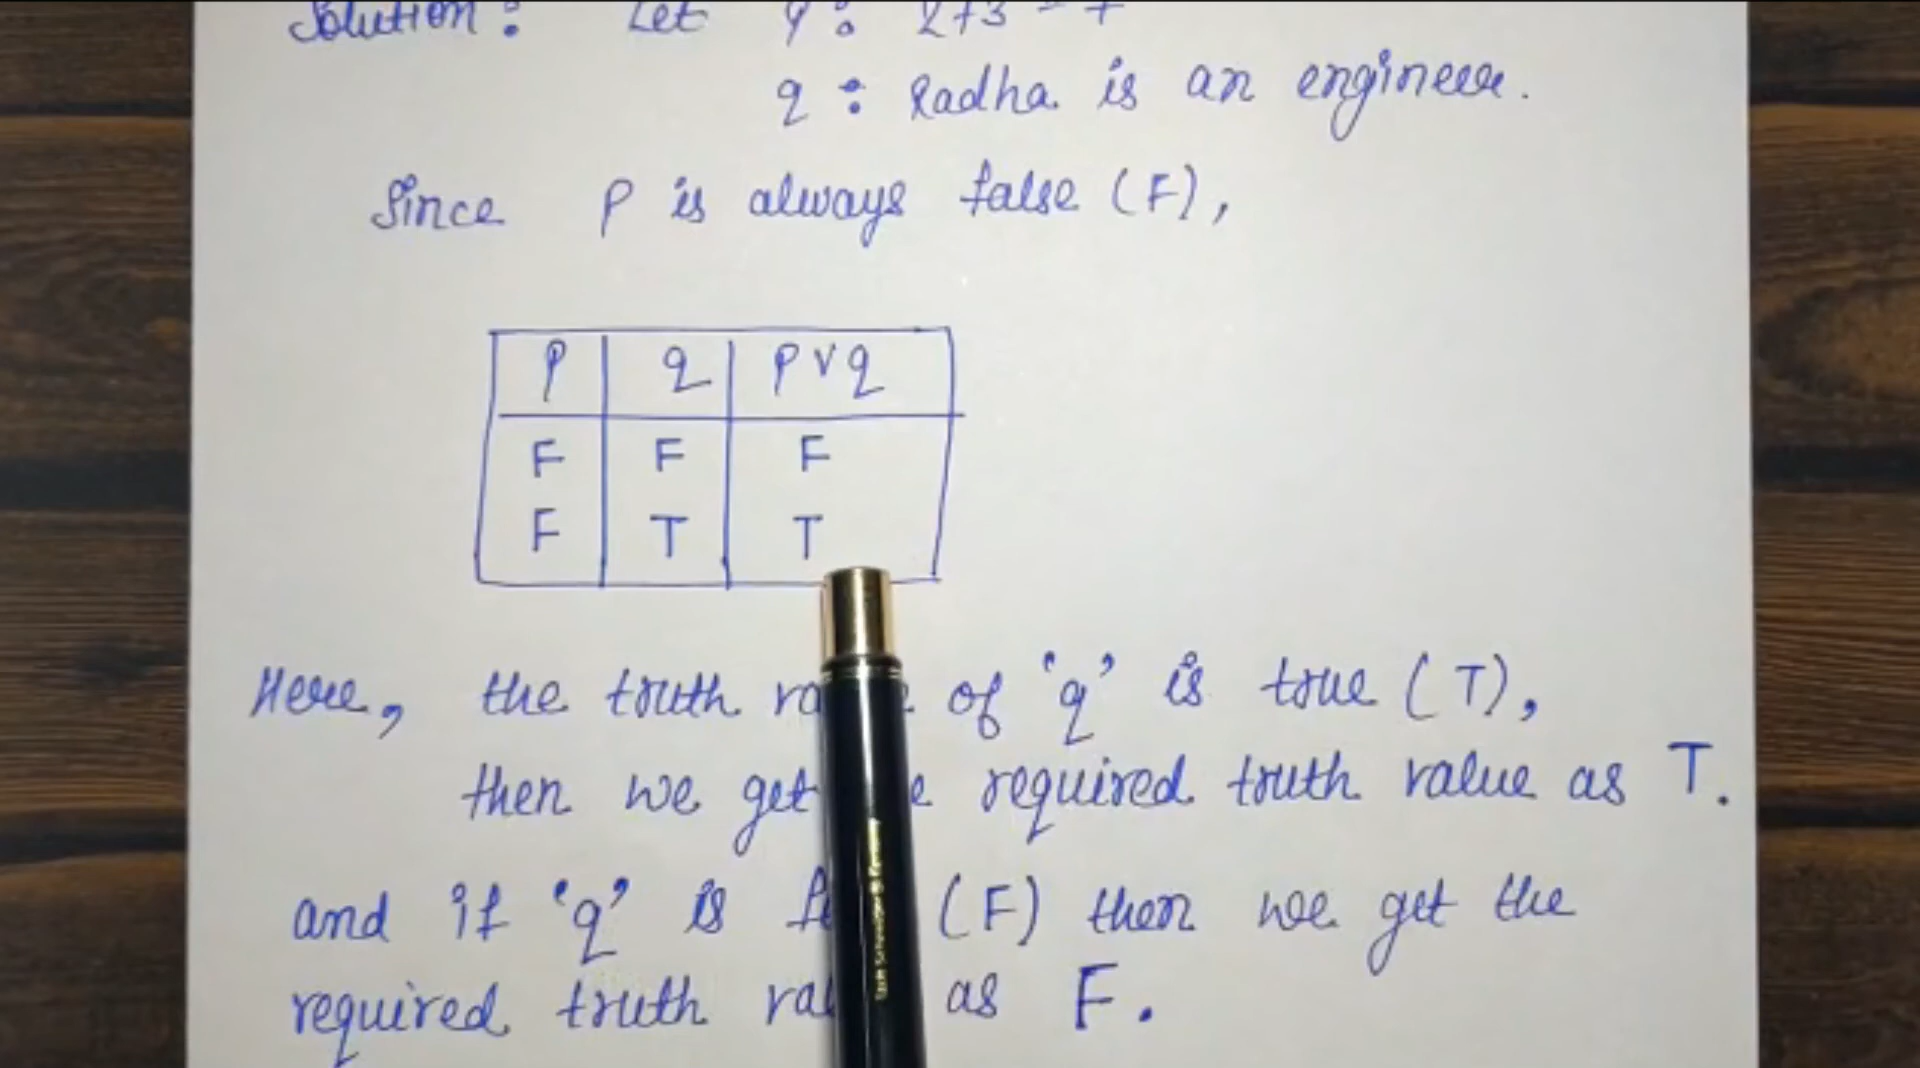 Solution : Let
q : Radha is an engineer.
Since p is always false (F),
p q p ∨ q
F F F
F T T
Here, the truth of 'q' is true (T),
then we get required truth value as T.
and if 'q' is (F) then we get the
required truth as F.